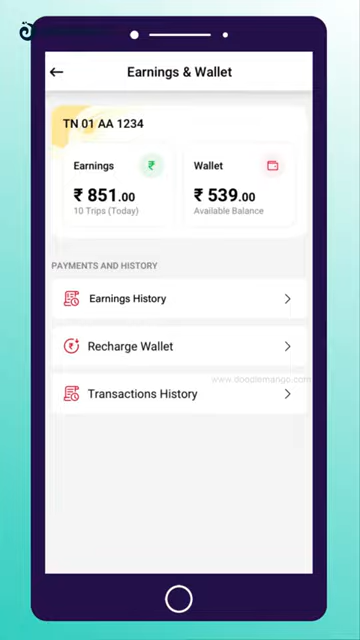 Earnings & Wallet
TN 01 AA 1234
Earnings ₹ Wallet
₹ 851.00 ₹ 539.00
10 Trips (Today) Available Balance
PAYMENTS AND HISTORY
Earnings History
Recharge Wallet
www.doodlemango.com
Transactions History